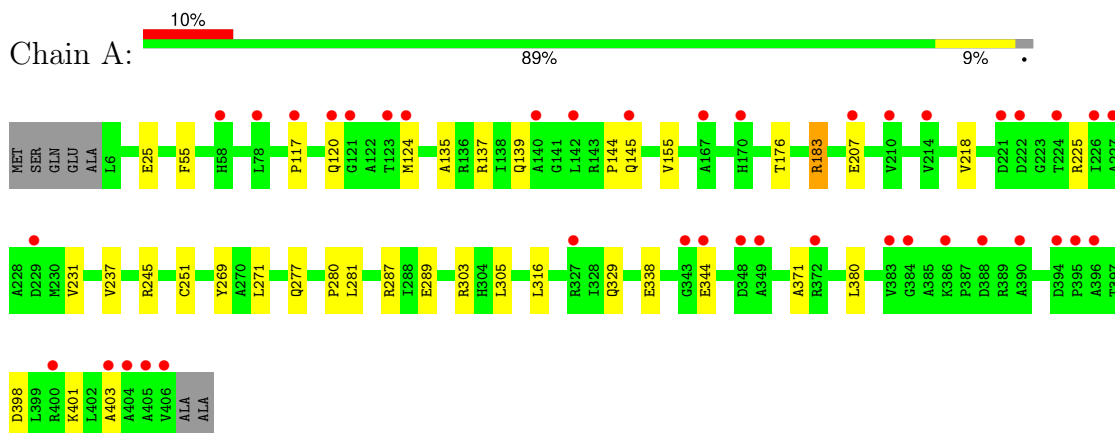 10%
Chain A:
89% 9% •
MET SER GLN GLU ALA L6 E25 F55 H58 L78 P117 Q120 G121 A122 T123 M124 A135 R136 R137 I138 Q139 A140 G141 L142 R143 P144 Q145 V155 A167 H170 T176 R183 E207 V210 V214 V218 D221 D222 G223 T224 R225 I226
A228 D229 M230 V231 V237 R245 C251 Y269 A270 L271 Q277 P280 L281 R287 I288 E289 R303 H304 L305 L316 R327 I328 Q329 E338 G343 E344 D348 A349 A371 R372 L380 V383 G384 A385 K386 P387 D388 R389 A390 D394 P395 A396
D398 L399 R400 K401 L402 A403 A404 A405 V406 ALA ALA